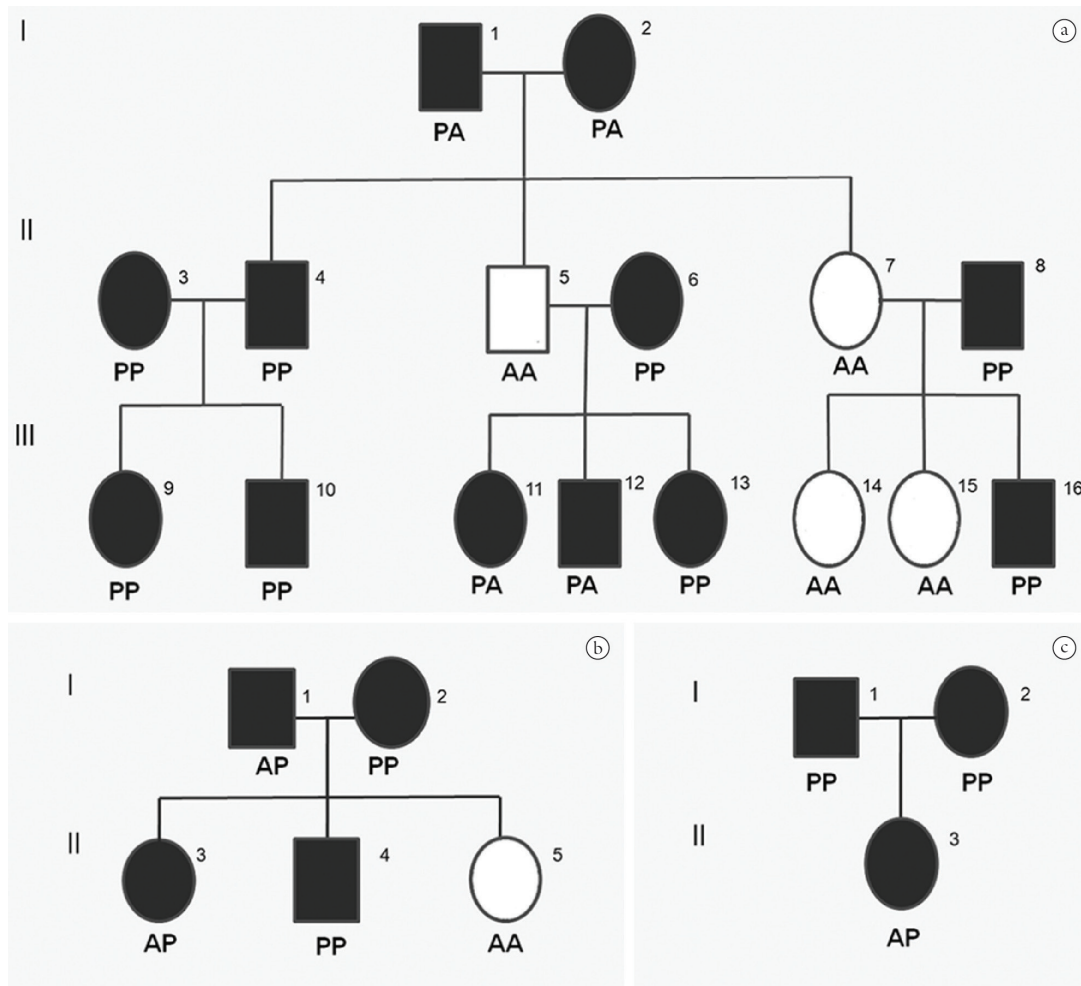 I
1 2
ⓐ
PA PA
II
3 4 5 6 7 8
PP PP AA PP AA PP
III
9 10 11 12 13 14 15 16
PP PP PA PA PP AA AA PP
ⓑ
I
1 2
AP PP
II
3 4 5
AP PP AA
ⓒ
I
1 2
PP PP
II
3
AP